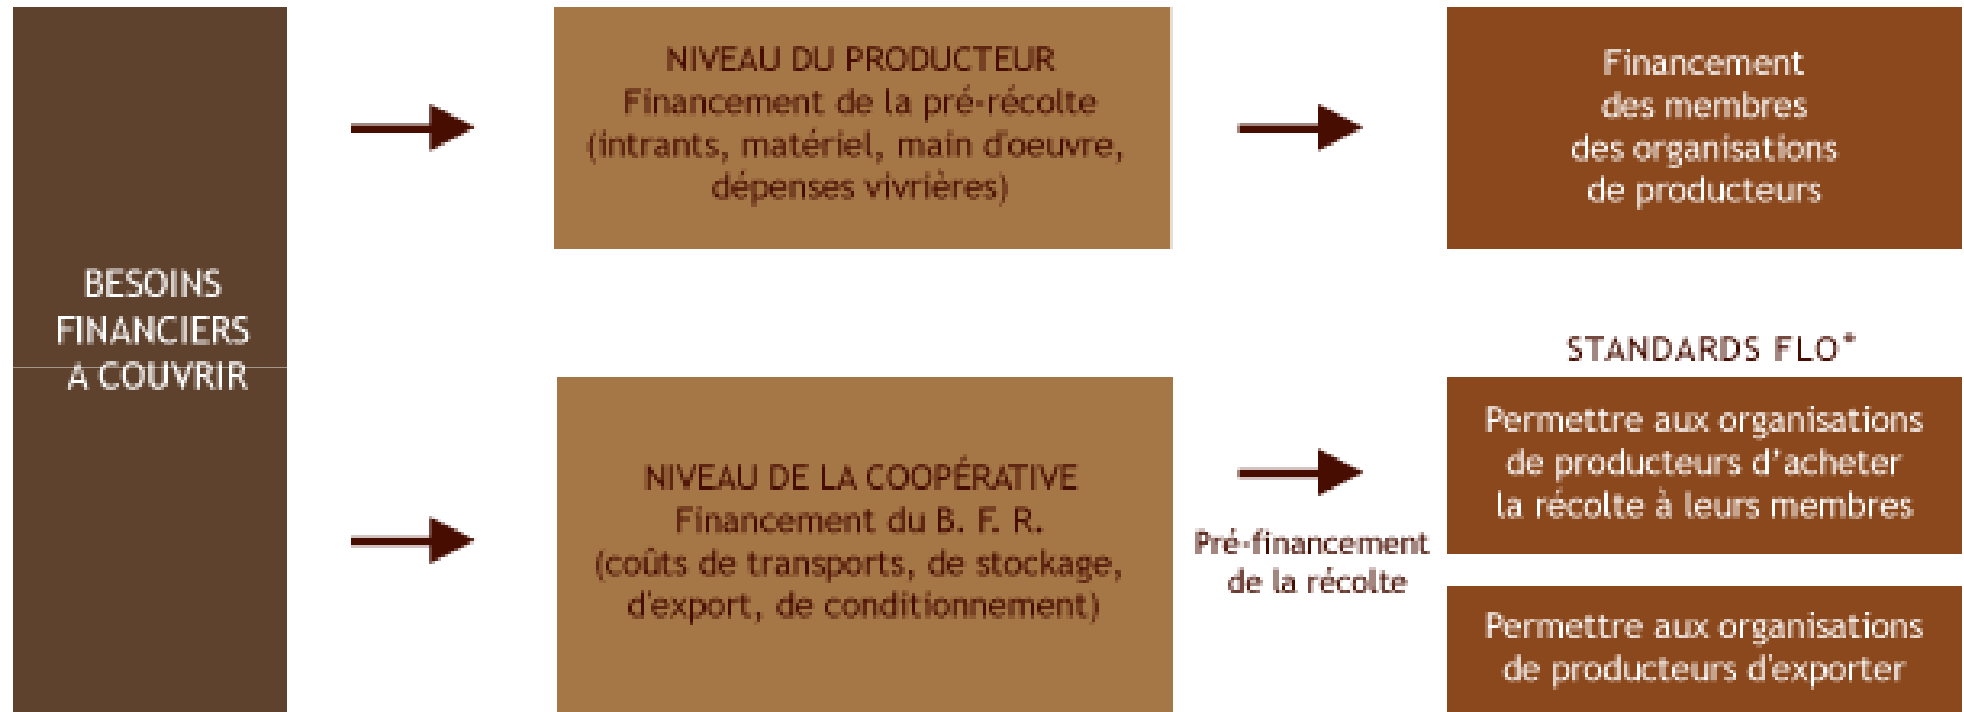 BESOINS
FINANCIERS
A COUVRIR
NIVEAU DU PRODUCTEUR
Financement de la pré-récolte
(intrants, matériel, main d'oeuvre,
dépenses vivrières)
Financement
des membres
des organisations
de producteurs
NIVEAU DE LA COOPÉRATIVE
Financement du B. F. R.
(coûts de transports, de stockage,
d'export, de conditionnement)
Pré-financement
de la récolte
STANDARDS FLO*
Permettre aux organisations
de producteurs d'acheter
la récolte à leurs membres
Permettre aux organisations
de producteurs d'exporter